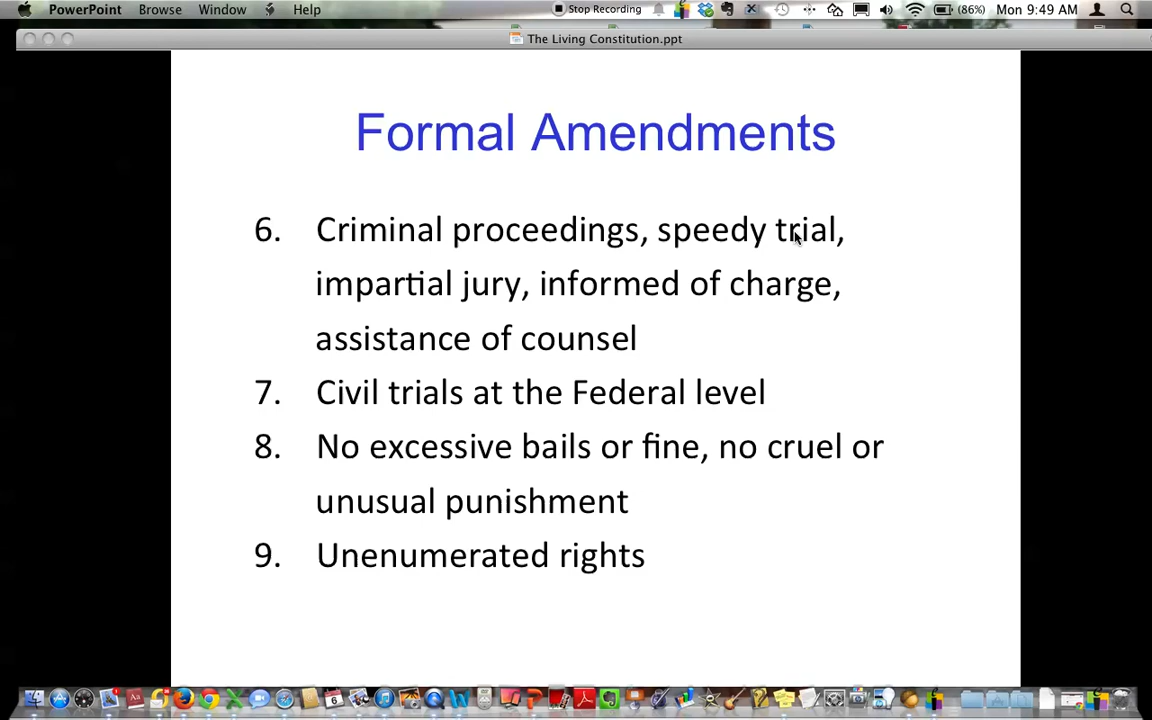 PowerPoint Browse Window Help Stop Recording (86%) Mon 9:49 AM
The Living Constitution.ppt
Formal Amendments
6. Criminal proceedings, speedy trial,
impartial jury, informed of charge,
assistance of counsel
7. Civil trials at the Federal level
8. No excessive bails or fine, no cruel or
unusual punishment
9. Unenumerated rights